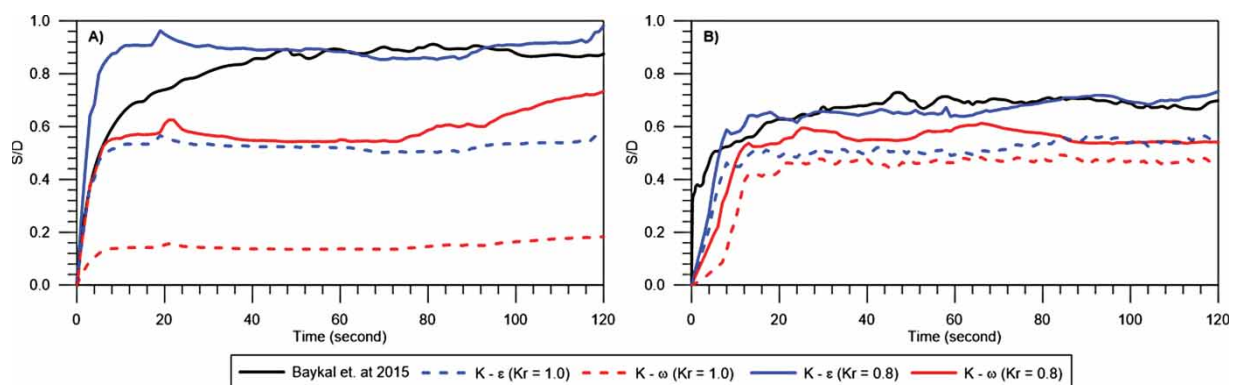 A)
S/D
1.0
0.8
0.6
0.4
0.2
0.0
0 20 40 60 80 100 120
Time (second)
B)
S/D
1.0
0.8
0.6
0.4
0.2
0.0
0 20 40 60 80 100 120
Time (second)
Baykal et. at 2015 K - ε (Kr = 1.0) K - ω (Kr = 1.0) K - ε (Kr = 0.8) K - ω (Kr = 0.8)